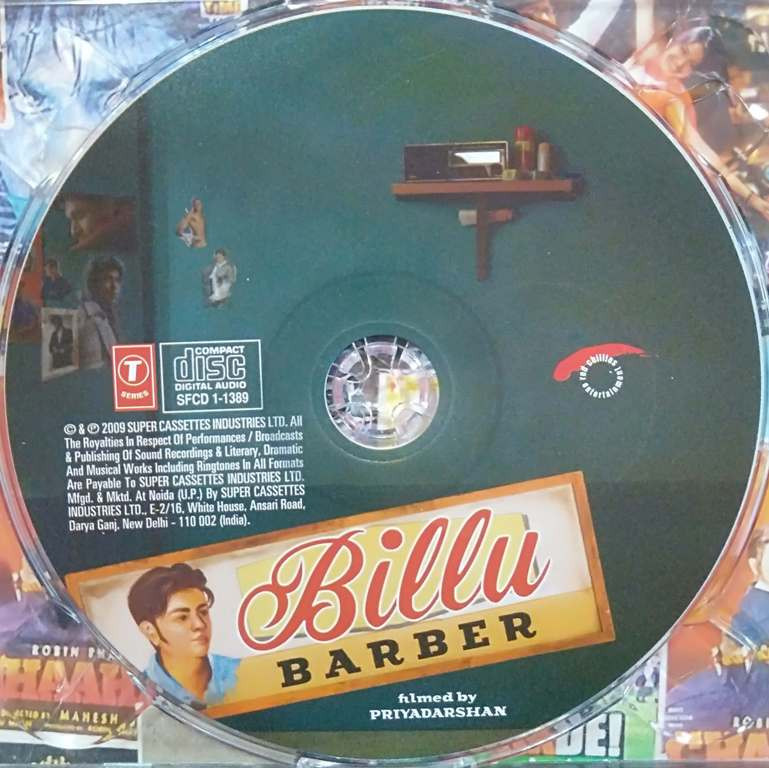 T
SERIES
COMPACT
disc
DIGITAL AUDIO
SFCD 1-1389
red chillies
entertainment
© & ℗ 2009 SUPER CASSETTES INDUSTRIES LTD. All
The Royalties In Respect Of Performances / Broadcasts
& Publishing Of Sound Recordings & Literary, Dramatic
And Musical Works Including Ringtones In All Formats
Are Payable To SUPER CASSETTES INDUSTRIES LTD.
Mfgd. & Mktd. At Noida (U.P.) By SUPER CASSETTES
INDUSTRIES LTD., E-2/16, White House, Ansari Road,
Darya Ganj, New Delhi - 110 002 (India).
Billu
BARBER
filmed by
PRIYADARSHAN
ROBIN
MAHESH
DE!